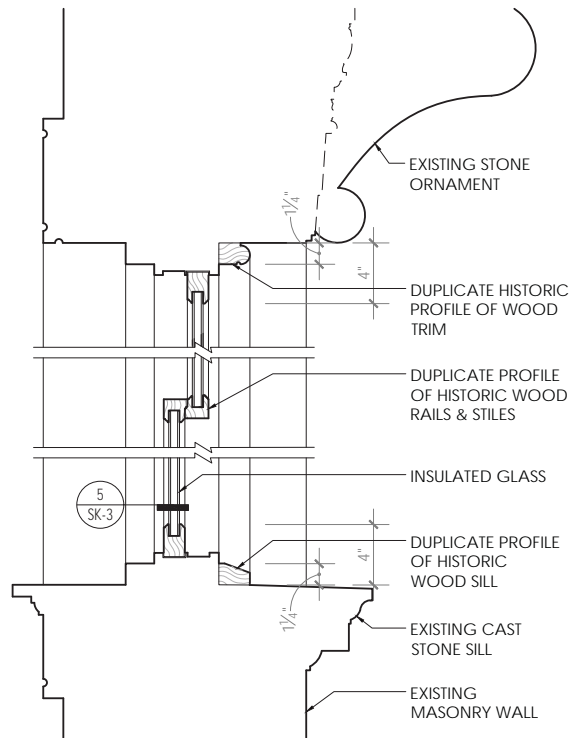 EXISTING STONE
ORNAMENT
1¼"
4"
DUPLICATE HISTORIC
PROFILE OF WOOD
TRIM
DUPLICATE PROFILE
OF HISTORIC WOOD
RAILS & STILES
INSULATED GLASS
5
SK-3
4"
DUPLICATE PROFILE
OF HISTORIC
WOOD SILL
1¼"
EXISTING CAST
STONE SILL
EXISTING
MASONRY WALL